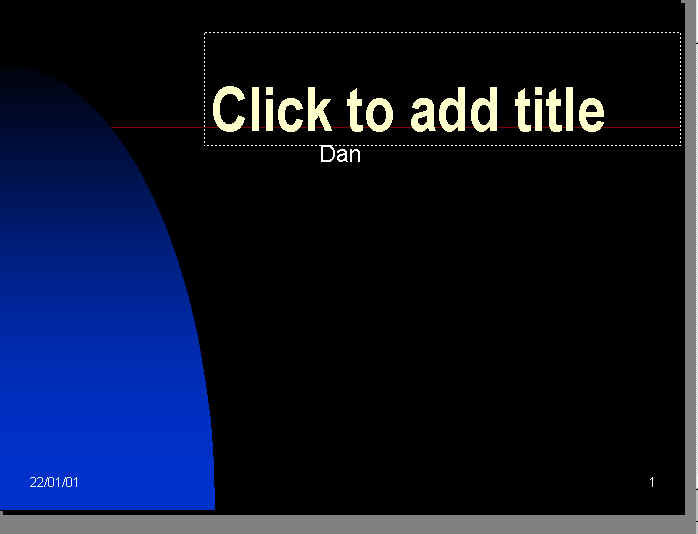 Click to add title
Dan
22/01/01
1